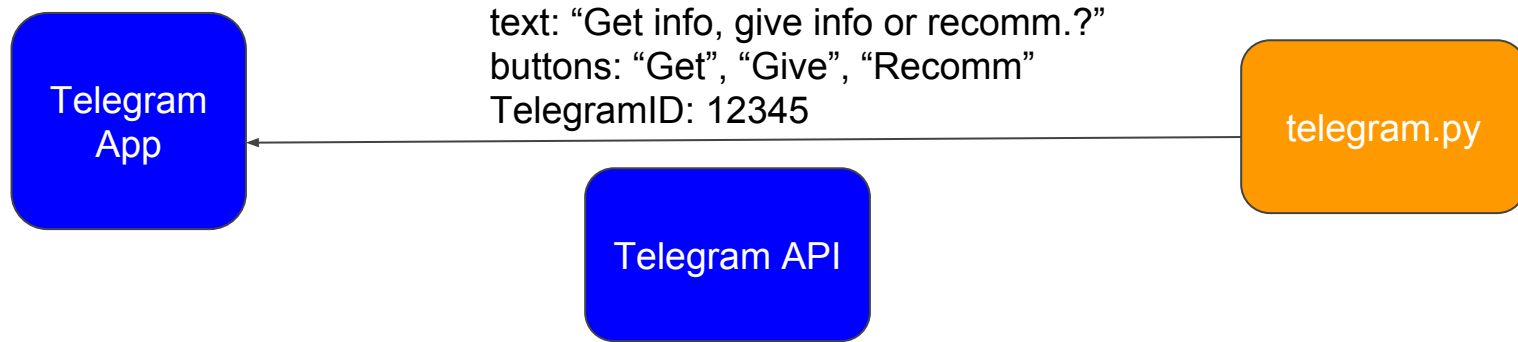 text: “Get info, give info or recomm.?”
buttons: “Get”, “Give”, “Recomm”
TelegramID: 12345
Telegram
App
telegram.py
Telegram API